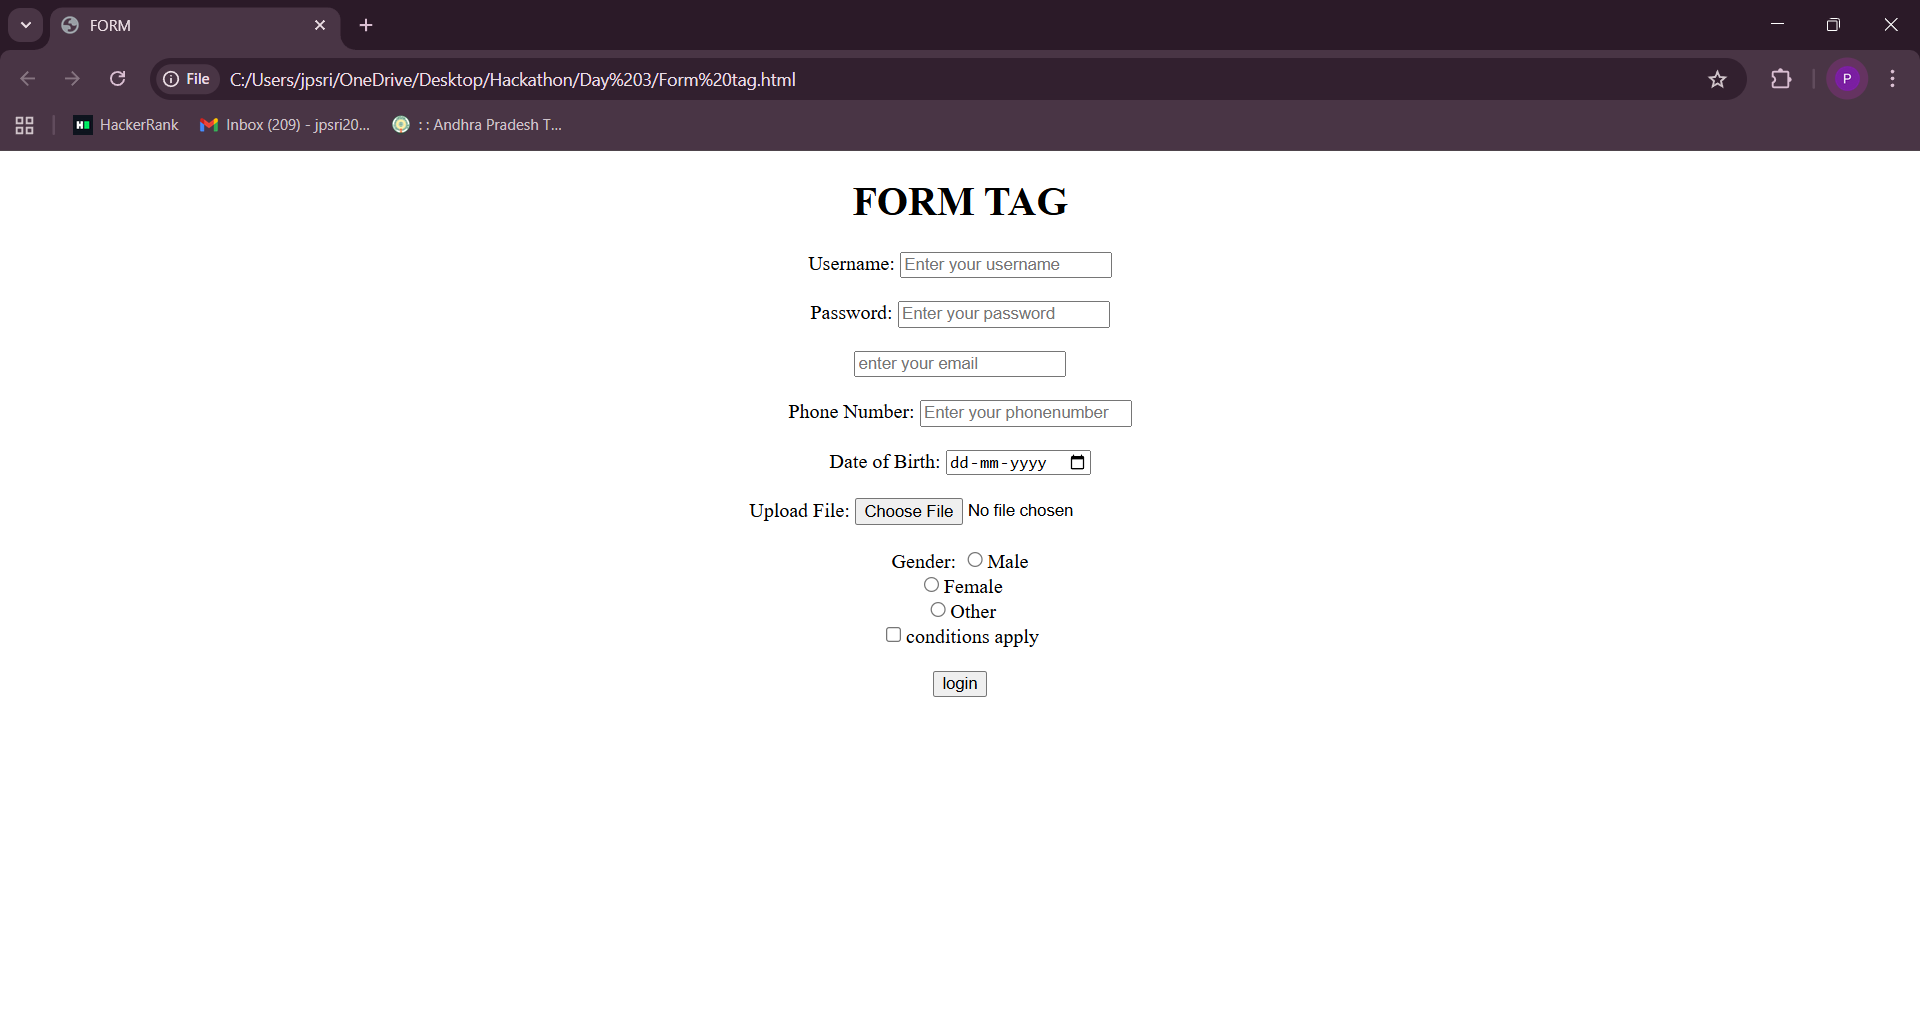 FORM
File C:/Users/jpsri/OneDrive/Desktop/Hackathon/Day%203/Form%20tag.html
P
HackerRank Inbox (209) - jpsri20... : : Andhra Pradesh T...
FORM TAG
Username: Enter your username
Password: Enter your password
enter your email
Phone Number: Enter your phonenumber
Date of Birth: dd-mm-yyyy
Upload File: Choose File No file chosen
Gender: Male
Female
Other
conditions apply
login